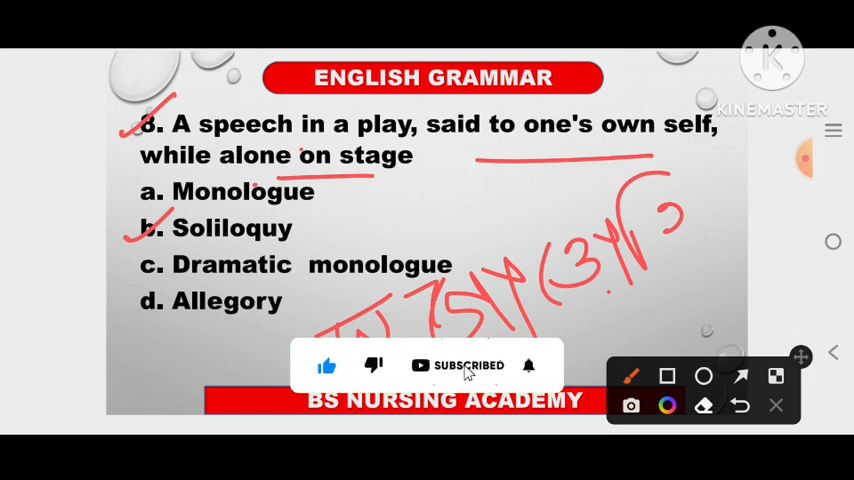 KINEMASTER
ENGLISH GRAMMAR
8. A speech in a play, said to one's own self,
while alone on stage
a. Monologue
b. Soliloquy
c. Dramatic monologue
d. Allegory
SUBSCRIBED
BS NURSING ACADEMY